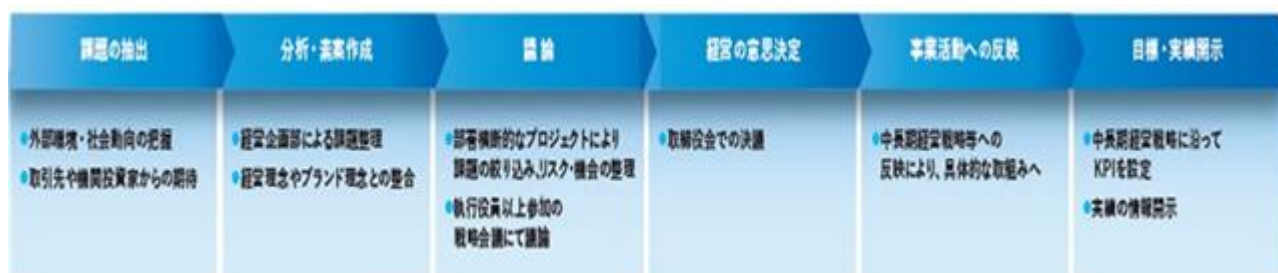 課題の抽出
分析・素案作成
議論
経営の意思決定
事業活動への反映
目標・実績開示
●外部環境・社会動向の把握
●取引先や機関投資家からの期待
●経営企画部による課題整理
●経営理念やブランド理念との整合
●部署横断的なプロジェクトにより
課題の絞り込み、リスク・機会の整理
●執行役員以上参加の
戦略会議にて議論
●取締役会での決議
●中長期経営戦略等への
反映により、具体的な取組みへ
●中長期経営戦略に沿って
KPIを設定
●実績の情報開示